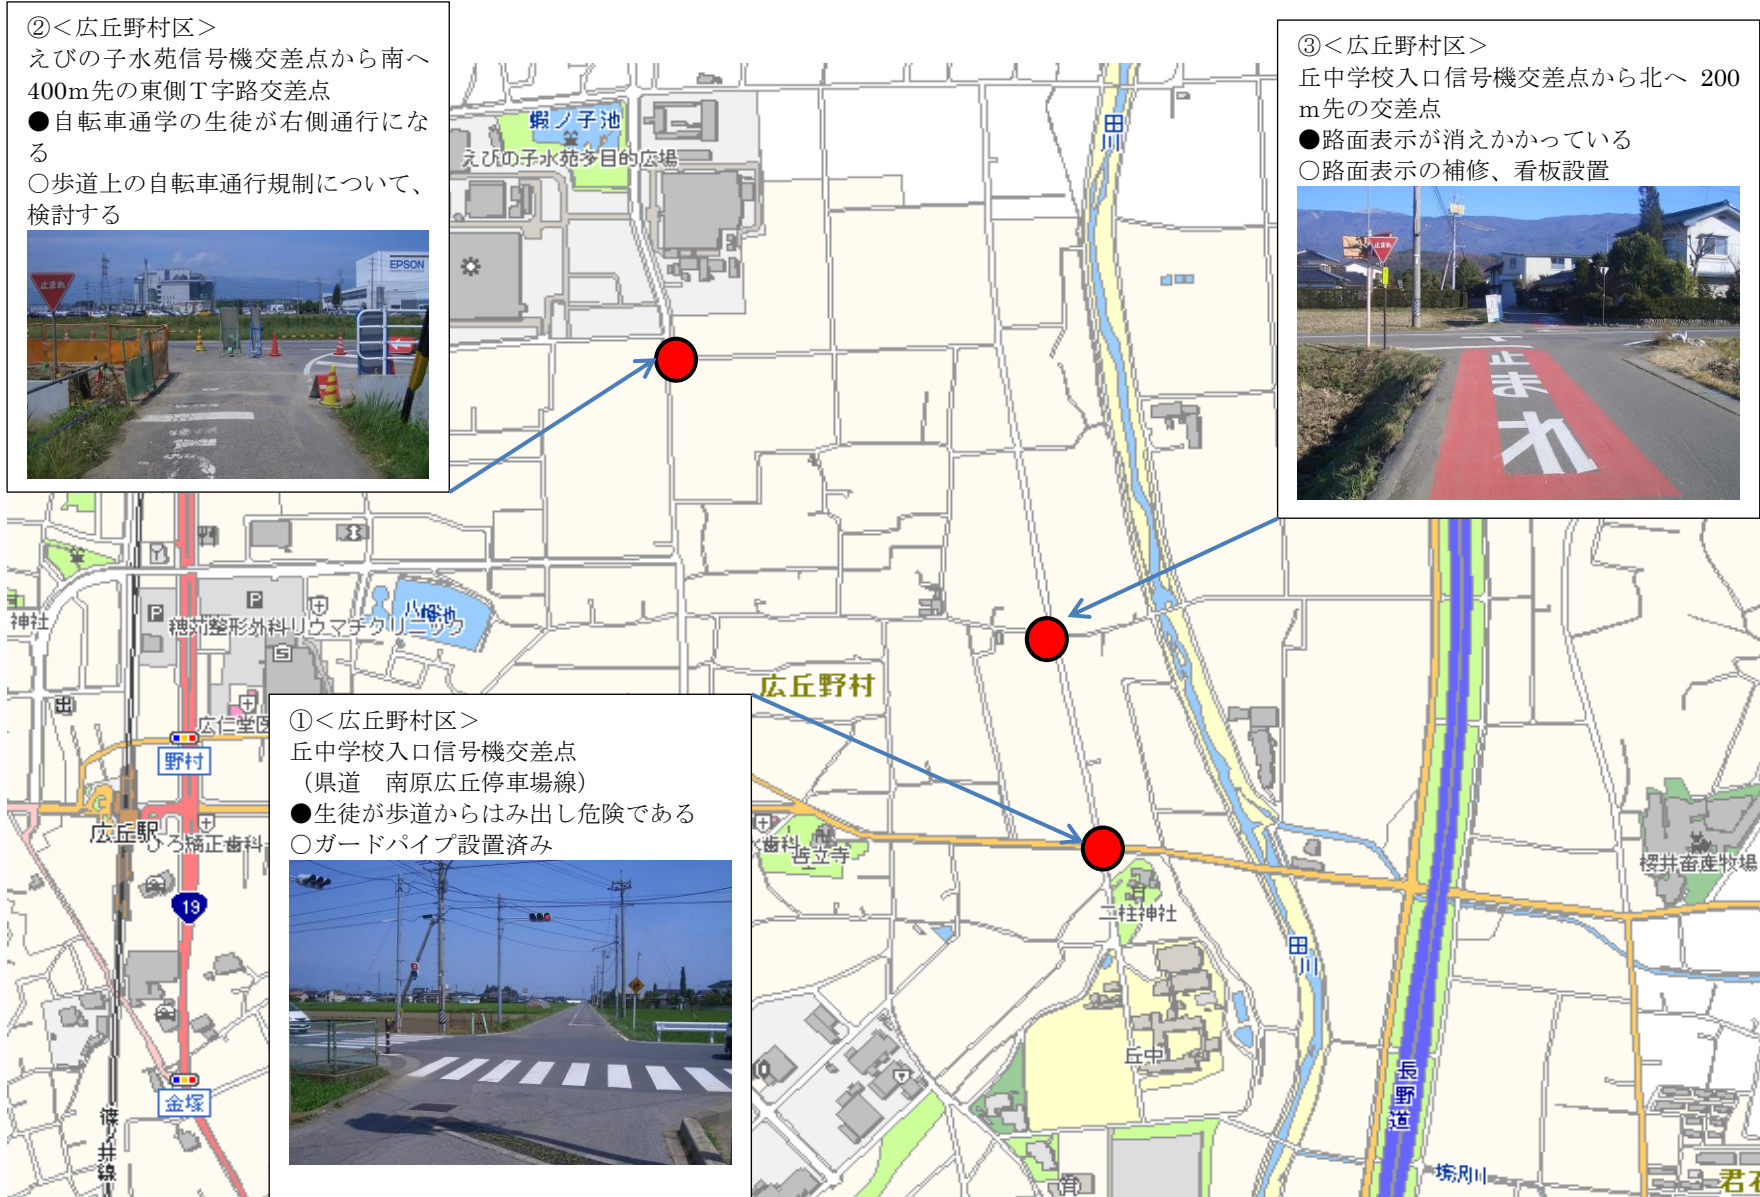 ②＜広丘野村区＞
えびの子水苑信号機交差点から南へ
400m先の東側Ｔ字路交差点
●自転車通学の生徒が右側通行にな
る
○歩道上の自転車通行規制について、
検討する
止まれ
EPSON
③＜広丘野村区＞
丘中学校入口信号機交差点から北へ 200
ｍ先の交差点
●路面表示が消えかかっている
○路面表示の補修、看板設置
止まれ
蝦ノ子池
えびの子水苑多目的広場
田川
神社
穂苅整形外科リウマチクリニック
八幡池
広丘野村
出
広仁堂医
野村
広丘駅
ひろ矯正歯科
19
金塚
篠ノ井線
①＜広丘野村区＞
丘中学校入口信号機交差点
（県道　南原広丘停車場線）
●生徒が歩道からはみ出し危険である
○ガードパイプ設置済み
歯科
二柱神社
田川
丘中
長野道
櫻井畜産牧場